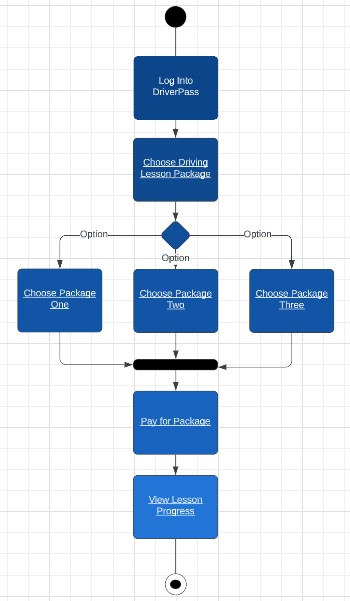 Log Into
DriverPass
Choose Driving
Lesson Package
Option
Option
Option
Choose Package
One
Choose Package
Two
Choose Package
Three
Pay for Package
View Lesson
Progress